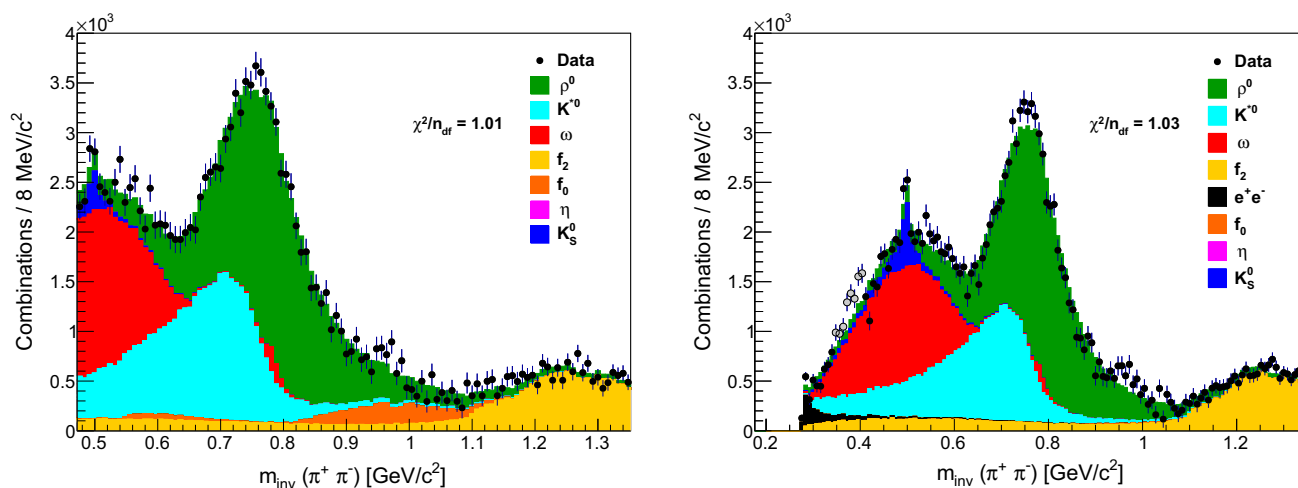 ×10³
4
3.5
3
2.5
2
1.5
1
0.5
0
Combinations / 8 MeV/c²
0.5 0.6 0.7 0.8 0.9 1 1.1 1.2 1.3
m_inv (π⁺ π⁻) [GeV/c²]
χ²/n_df = 1.01
Data
ρ⁰
K*⁰
ω
f₂
f₀
η
K⁰_S
×10³
4
3.5
3
2.5
2
1.5
1
0.5
0
Combinations / 8 MeV/c²
0.2 0.4 0.6 0.8 1 1.2
m_inv (π⁺ π⁻) [GeV/c²]
χ²/n_df = 1.03
Data
ρ⁰
K*⁰
ω
f₂
e⁺e⁻
f₀
η
K⁰_S